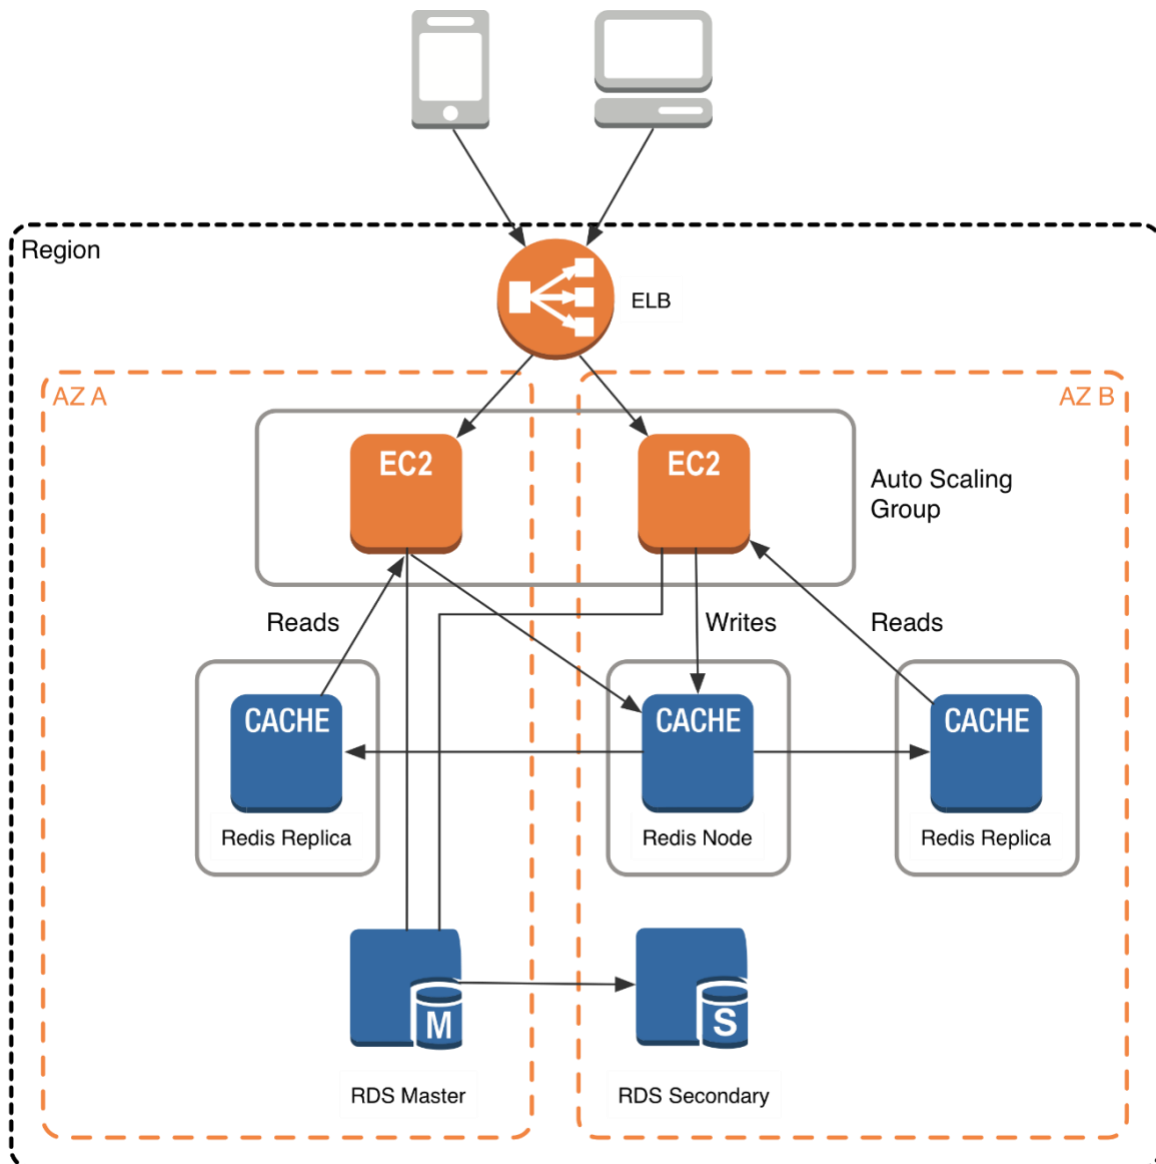 Region
ELB
AZ A
AZ B
EC2
EC2
Auto Scaling
Group
Reads
Writes
Reads
CACHE
CACHE
CACHE
Redis Replica
Redis Node
Redis Replica
M
S
RDS Master
RDS Secondary